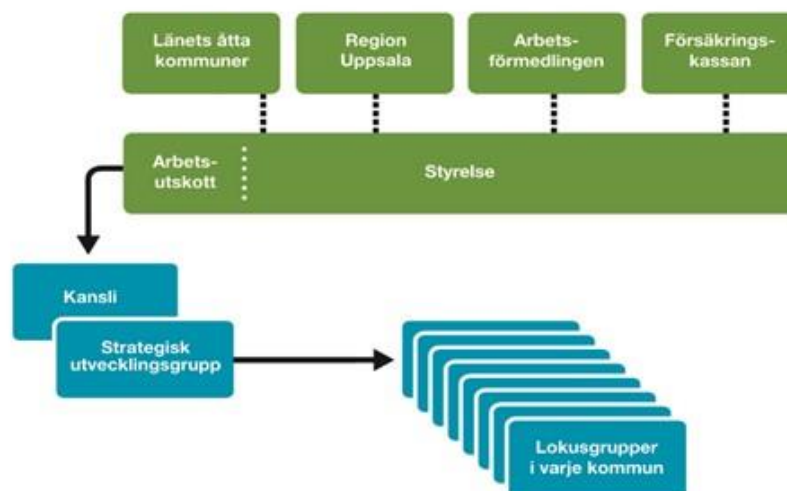 Länets åtta
kommuner
Region
Uppsala
Arbets-
förmedlingen
Försäkrings-
kassan
Arbets-
utskott
Styrelse
Kansli
Strategisk
utvecklingsgrupp
Lokusgrupper
i varje kommun